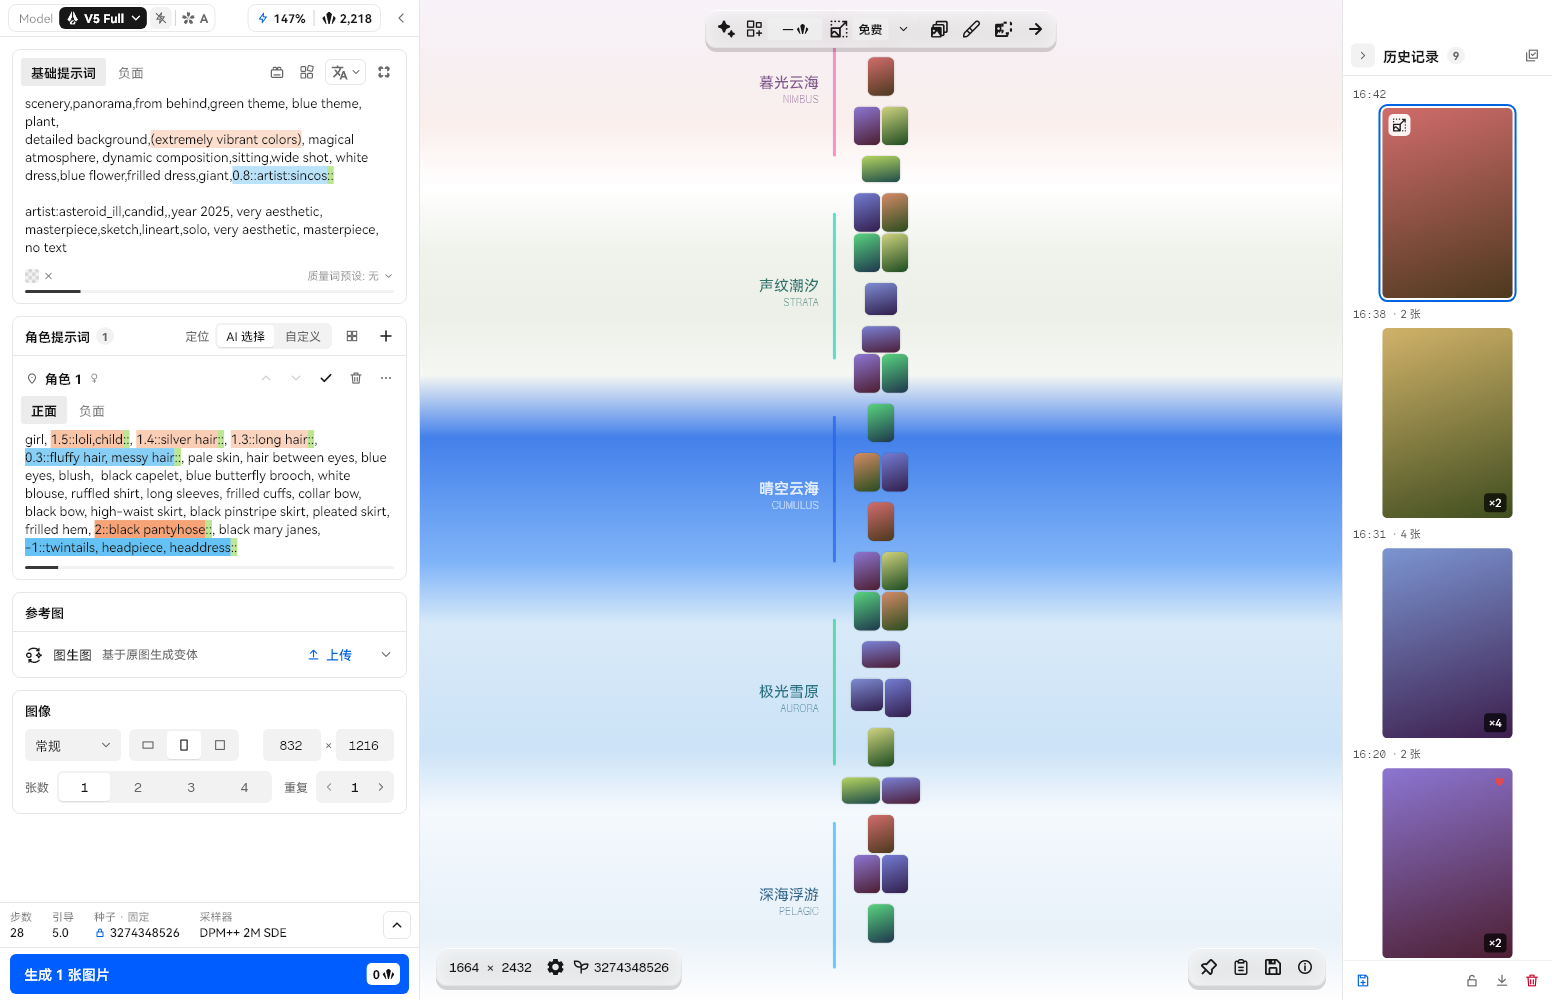 Model V5 Full A 147% 2,218
基础提示词 负面
scenery,panorama,from behind,green theme, blue theme,
plant,
detailed background,(extremely vibrant colors), magical
atmosphere, dynamic composition,sitting,wide shot, white
dress,blue flower,frilled dress,giant,0.8::artist:sincos::
artist:asteroid_ill,candid,,year 2025, very aesthetic,
masterpiece,sketch,lineart,solo, very aesthetic, masterpiece,
no text
质量词预设: 无
角色提示词 1 定位 AI 选择 自定义
角色 1
正面 负面
girl, 1.5::loli,child::, 1.4::silver hair::, 1.3::long hair::,
0.3::fluffy hair, messy hair::, pale skin, hair between eyes, blue
eyes, blush, black capelet, blue butterfly brooch, white
blouse, ruffled shirt, long sleeves, frilled cuffs, collar bow,
black bow, high-waist skirt, black pinstripe skirt, pleated skirt,
frilled hem, 2::black pantyhose::, black mary janes,
-1::twintails, headpiece, headdress::
参考图
图生图 基于原图生成变体 上传
图像
常规 832 × 1216
张数 1 2 3 4 重复 1
步数 引导 种子 · 固定 采样器
28 5.0 3274348526 DPM++ 2M SDE
生成 1 张图片 0
免费
暮光云海
NIMBUS
声纹潮汐
STRATA
晴空云海
CUMULUS
极光雪原
AURORA
深海浮游
PELAGIC
1664 × 2432 3274348526
历史记录 9
16:42
16:38 · 2 张
×2
16:31 · 4 张
×4
16:20 · 2 张
×2